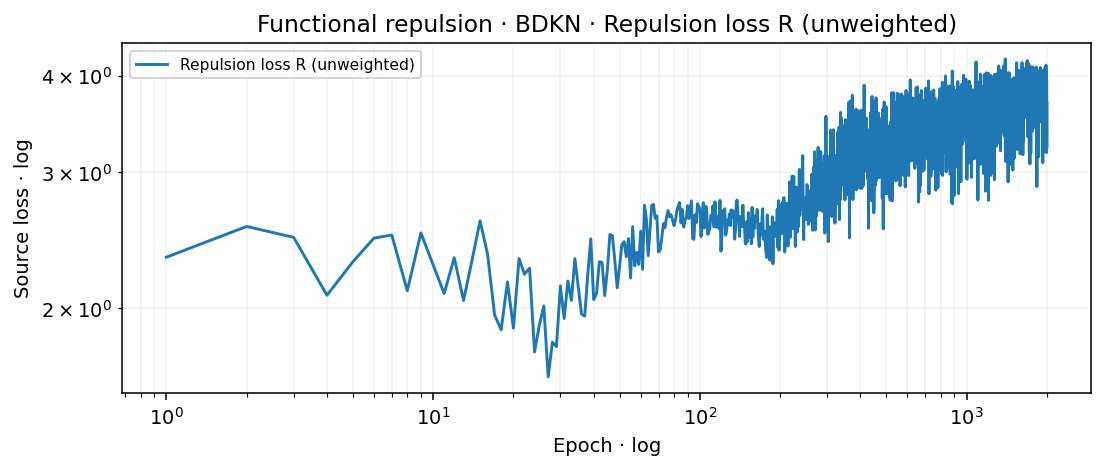 Functional repulsion · BDKN · Repulsion loss R (unweighted)
Repulsion loss R (unweighted)
Source loss · log
4 × 10⁰
3 × 10⁰
2 × 10⁰
10⁰ 10¹ 10² 10³
Epoch · log